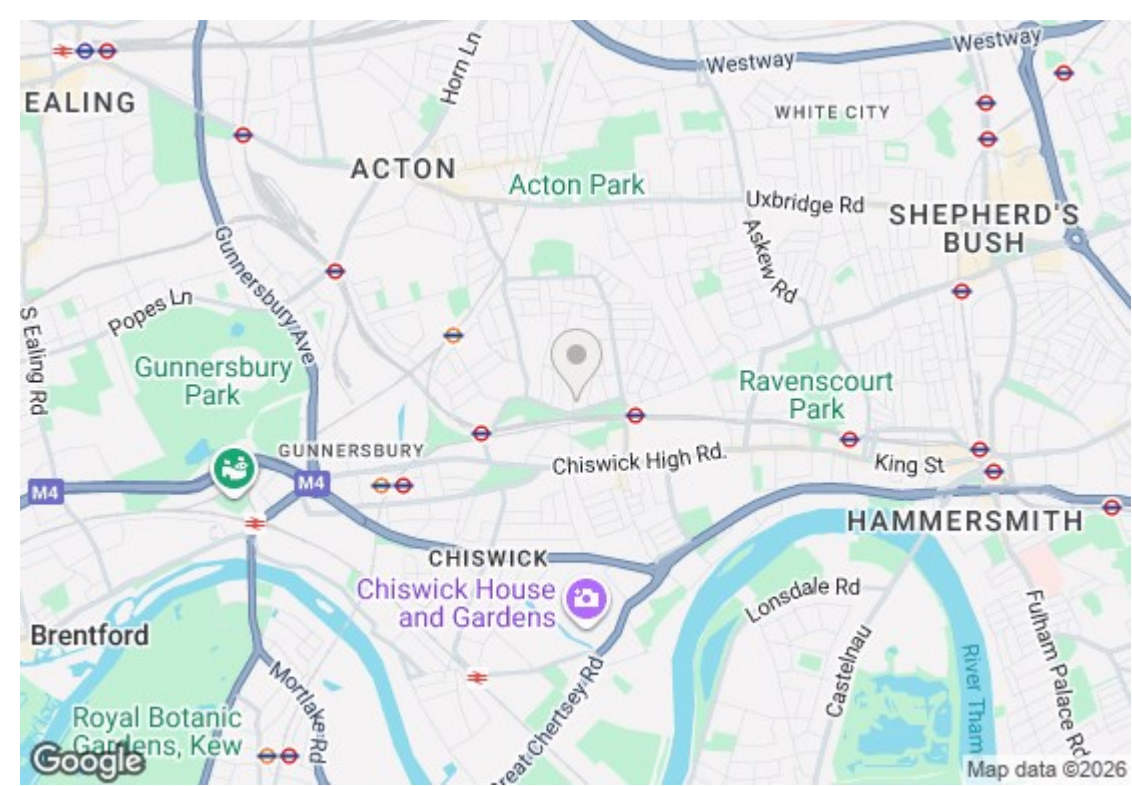 Westway
Westway
Horn Ln
EALING
WHITE CITY
ACTON
Acton Park
Uxbridge Rd
SHEPHERD'S
BUSH
Askew Rd
Gunnersbury Ave
Popes Ln
S Ealing Rd
Gunnersbury
Park
Ravenscourt
Park
GUNNERSBURY
Chiswick High Rd.
King St
M4
M4
HAMMERSMITH
CHISWICK
Chiswick House
and Gardens
Lonsdale Rd
Fulham Palace Rd
Brentford
Castelnau
River Tham
Mortlake Rd
Great Chertsey Rd
Royal Botanic
Gardens, Kew
Google
Map data ©2026